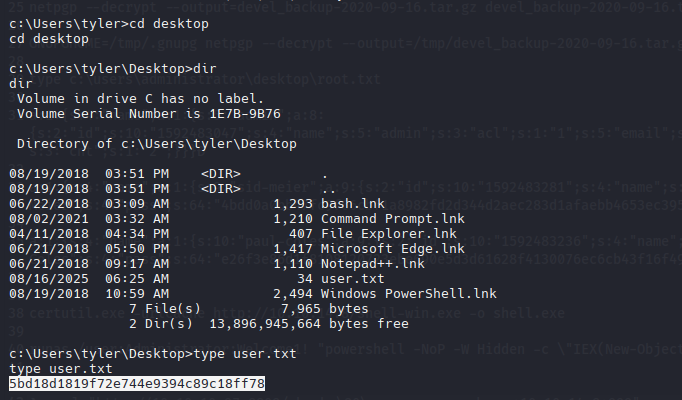 c:\Users\tyler>cd desktop
cd desktop
c:\Users\tyler\Desktop>dir
dir
Volume in drive C has no label.
Volume Serial Number is 1E7B-9B76
Directory of c:\Users\tyler\Desktop
08/19/2018 03:51 PM <DIR> .
08/19/2018 03:51 PM <DIR> ..
06/22/2018 03:09 AM 1,293 bash.lnk
08/02/2021 03:32 AM 1,210 Command Prompt.lnk
04/11/2018 04:34 PM 407 File Explorer.lnk
06/21/2018 05:50 PM 1,417 Microsoft Edge.lnk
06/21/2018 09:17 AM 1,110 Notepad++.lnk
08/16/2025 06:25 AM 34 user.txt
08/19/2018 10:59 AM 2,494 Windows PowerShell.lnk
7 File(s) 7,965 bytes
2 Dir(s) 13,896,945,664 bytes free
c:\Users\tyler\Desktop>type user.txt
type user.txt
5bd18d1819f72e744e9394c89c18ff78